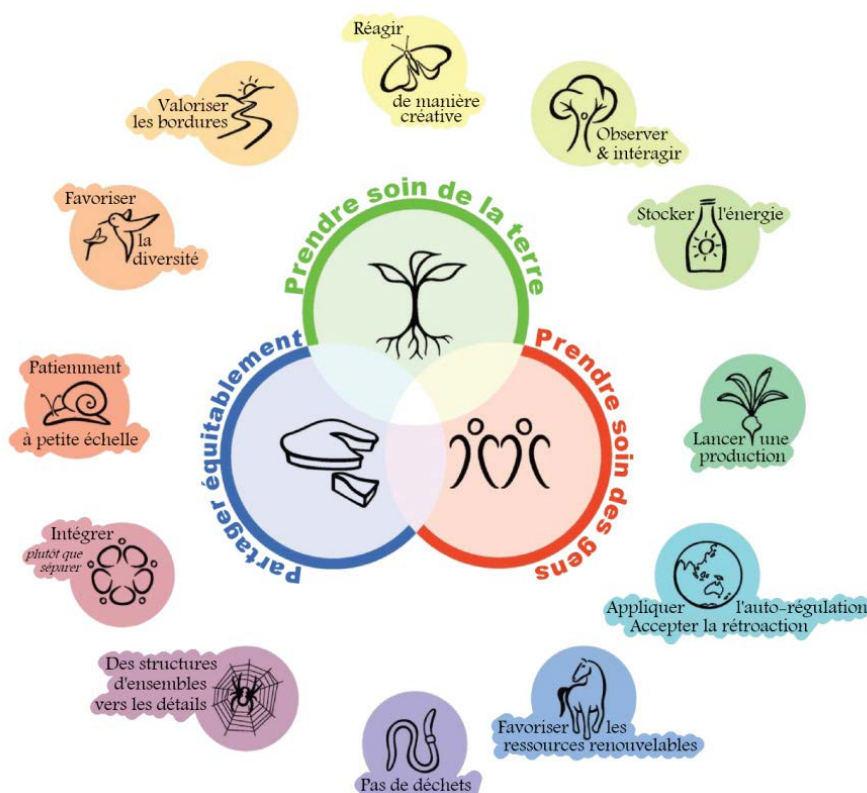 Réagir
de manière
créative
Observer
& intéragir
Stocker l'énergie
Lancer une
production
Appliquer l'auto-régulation
Accepter la rétroaction
Favoriser les
ressources renouvelables
Pas de déchets
Des structures
d'ensembles
vers les détails
Intégrer
plutôt que
séparer
Patiemment
à petite échelle
Favoriser
la
diversité
Valoriser
les bordures
Prendre soin de la terre
Prendre soin des gens
Partager équitablement